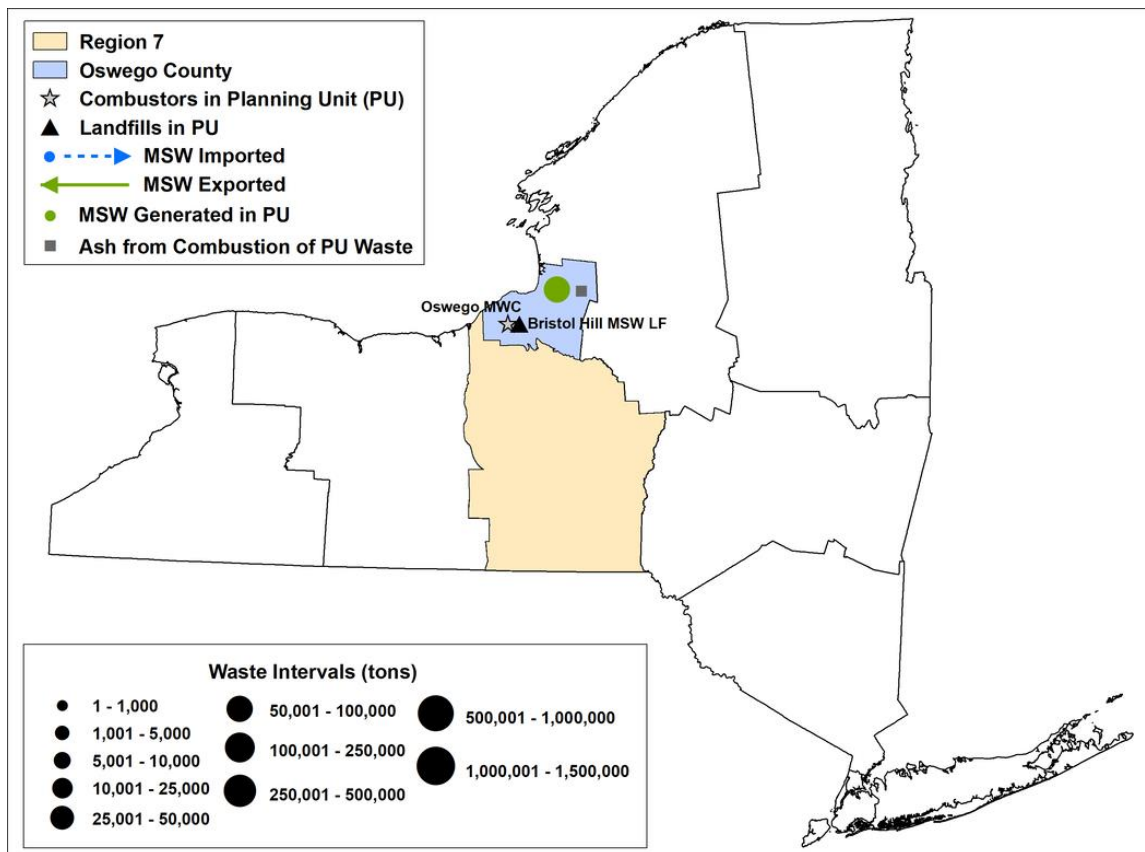 Region 7
Oswego County
Combustors in Planning Unit (PU)
Landfills in PU
MSW Imported
MSW Exported
MSW Generated in PU
Ash from Combustion of PU Waste
Oswego MWC
Bristol Hill MSW LF
Waste Intervals (tons)
1 - 1,000
1,001 - 5,000
5,001 - 10,000
10,001 - 25,000
25,001 - 50,000
50,001 - 100,000
100,001 - 250,000
250,001 - 500,000
500,001 - 1,000,000
1,000,001 - 1,500,000